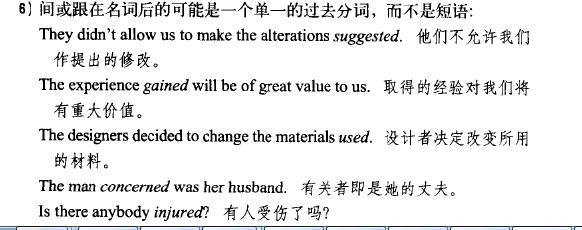 6）间或跟在名词后的可能是一个单一的过去分词，而不是短语：
They didn't allow us to make the alterations suggested. 他们不允许我们
作提出的修改。
The experience gained will be of great value to us. 取得的经验对我们将
有重大价值。
The designers decided to change the materials used. 设计者决定改变所用
的材料。
The man concerned was her husband. 有关者即是她的丈夫。
Is there anybody injured? 有人受伤了吗？